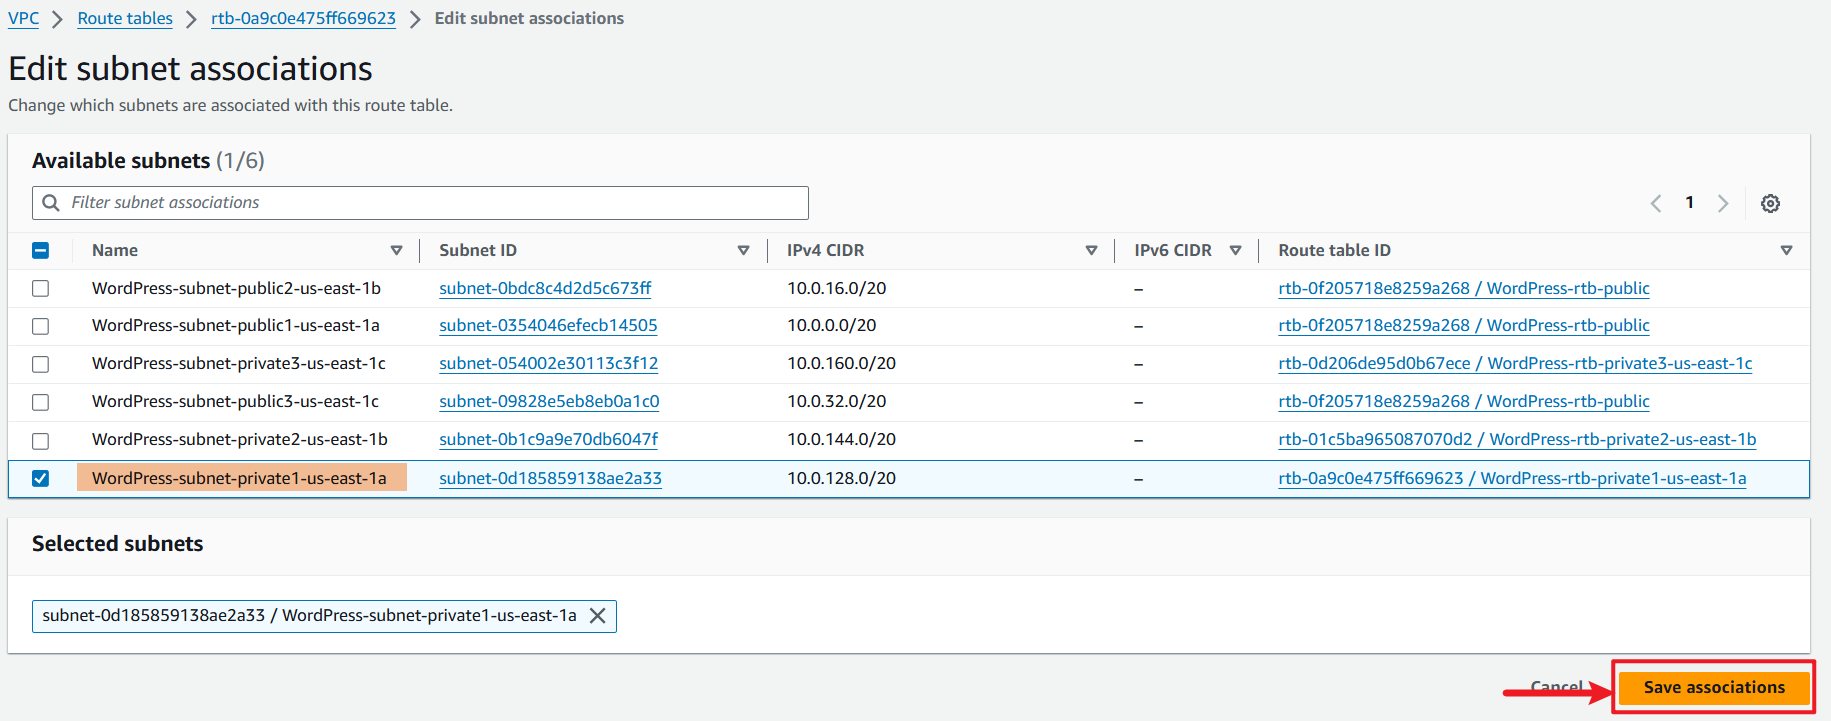 VPC > Route tables > rtb-0a9c0e475ff669623 > Edit subnet associations
Edit subnet associations
Change which subnets are associated with this route table.
Available subnets (1/6)
Filter subnet associations
1
Name Subnet ID IPv4 CIDR IPv6 CIDR Route table ID
WordPress-subnet-public2-us-east-1b subnet-0bdc8c4d2d5c673ff 10.0.16.0/20 – rtb-0f205718e8259a268 / WordPress-rtb-public
WordPress-subnet-public1-us-east-1a subnet-0354046efecb14505 10.0.0.0/20 – rtb-0f205718e8259a268 / WordPress-rtb-public
WordPress-subnet-private3-us-east-1c subnet-054002e30113c3f12 10.0.160.0/20 – rtb-0d206de95d0b67ece / WordPress-rtb-private3-us-east-1c
WordPress-subnet-public3-us-east-1c subnet-09828e5eb8eb0a1c0 10.0.32.0/20 – rtb-0f205718e8259a268 / WordPress-rtb-public
WordPress-subnet-private2-us-east-1b subnet-0b1c9a9e70db6047f 10.0.144.0/20 – rtb-01c5ba965087070d2 / WordPress-rtb-private2-us-east-1b
WordPress-subnet-private1-us-east-1a subnet-0d185859138ae2a33 10.0.128.0/20 – rtb-0a9c0e475ff669623 / WordPress-rtb-private1-us-east-1a
Selected subnets
subnet-0d185859138ae2a33 / WordPress-subnet-private1-us-east-1a
Cancel Save associations